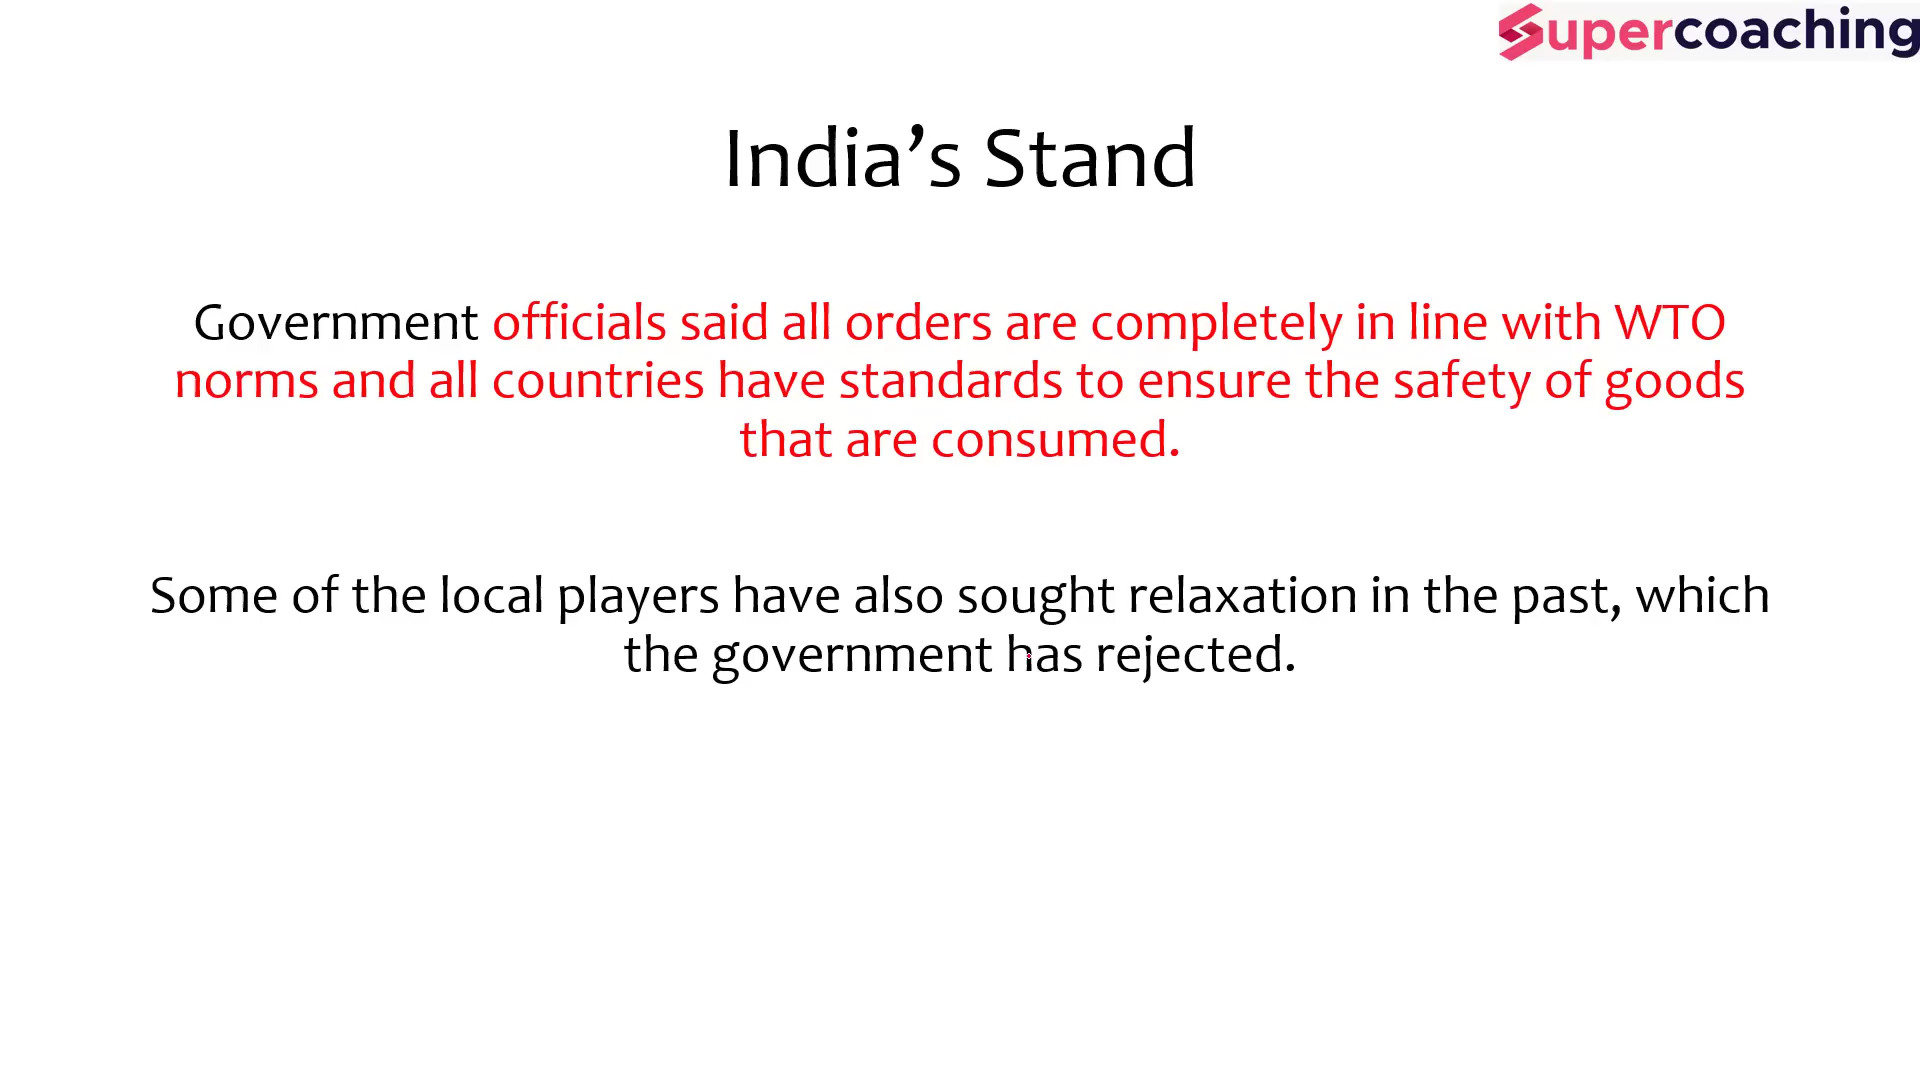 Supercoaching
India’s Stand
Government officials said all orders are completely in line with WTO
norms and all countries have standards to ensure the safety of goods
that are consumed.
Some of the local players have also sought relaxation in the past, which
the government has rejected.